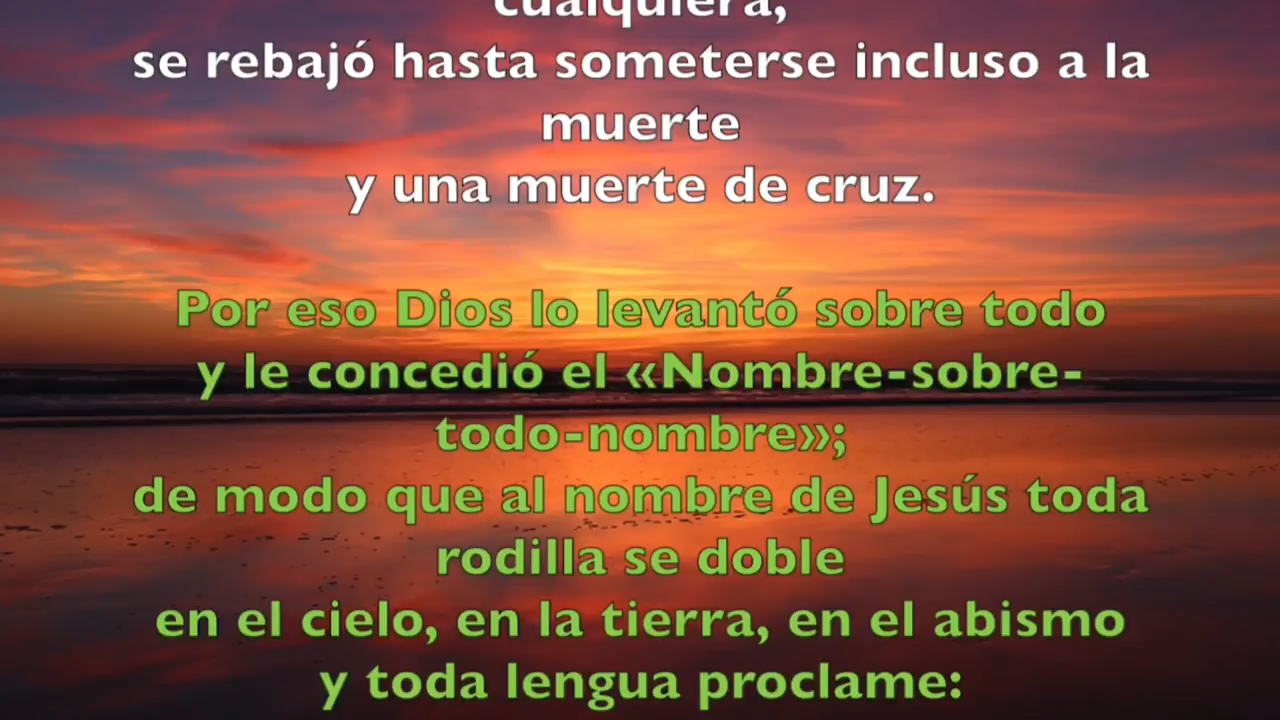 cualquiera,
se rebajó hasta someterse incluso a la
muerte
y una muerte de cruz.
Por eso Dios lo levantó sobre todo
y le concedió el «Nombre-sobre-
todo-nombre»;
de modo que al nombre de Jesús toda
rodilla se doble
en el cielo, en la tierra, en el abismo
y toda lengua proclame: